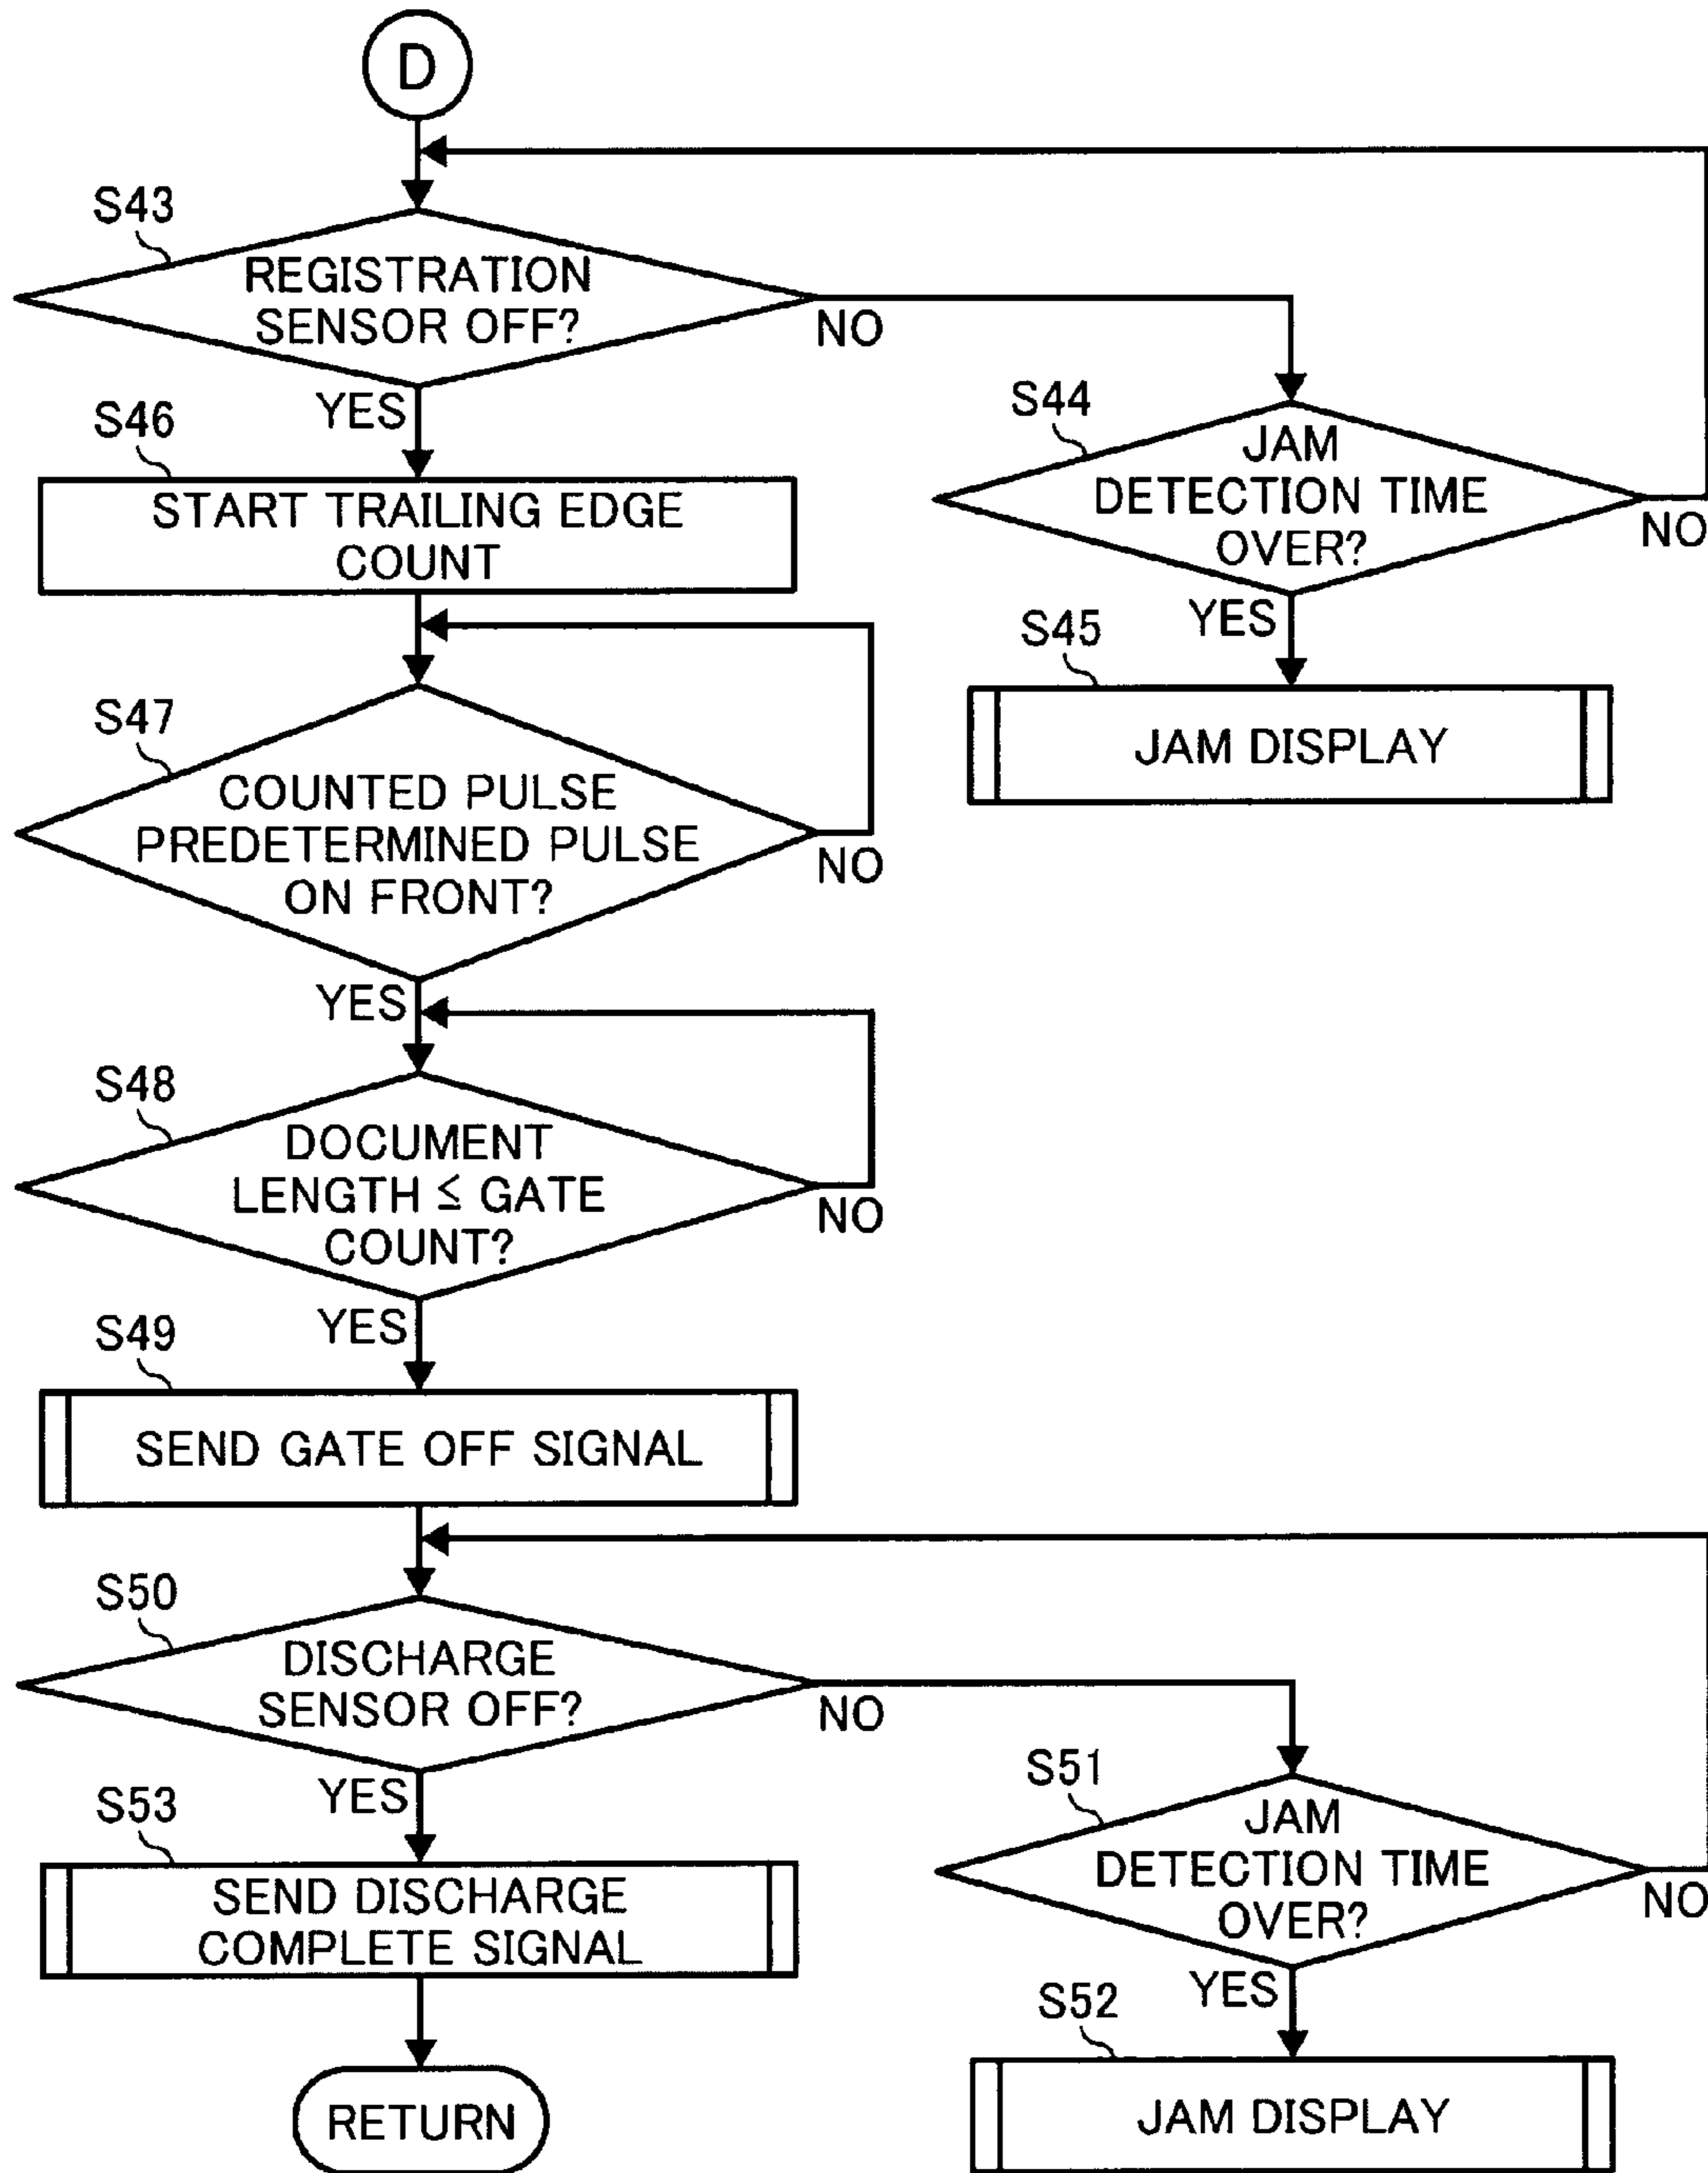 D
S43
REGISTRATION
SENSOR OFF?
NO
YES
S44
JAM
DETECTION TIME
OVER?
NO
YES
S45
JAM DISPLAY
S46
START TRAILING EDGE
COUNT
S47
COUNTED PULSE
PREDETERMINED PULSE
ON FRONT?
NO
YES
S48
DOCUMENT
LENGTH ≦ GATE
COUNT?
NO
YES
S49
SEND GATE OFF SIGNAL
S50
DISCHARGE
SENSOR OFF?
NO
YES
S51
JAM
DETECTION TIME
OVER?
NO
YES
S52
JAM DISPLAY
S53
SEND DISCHARGE
COMPLETE SIGNAL
RETURN